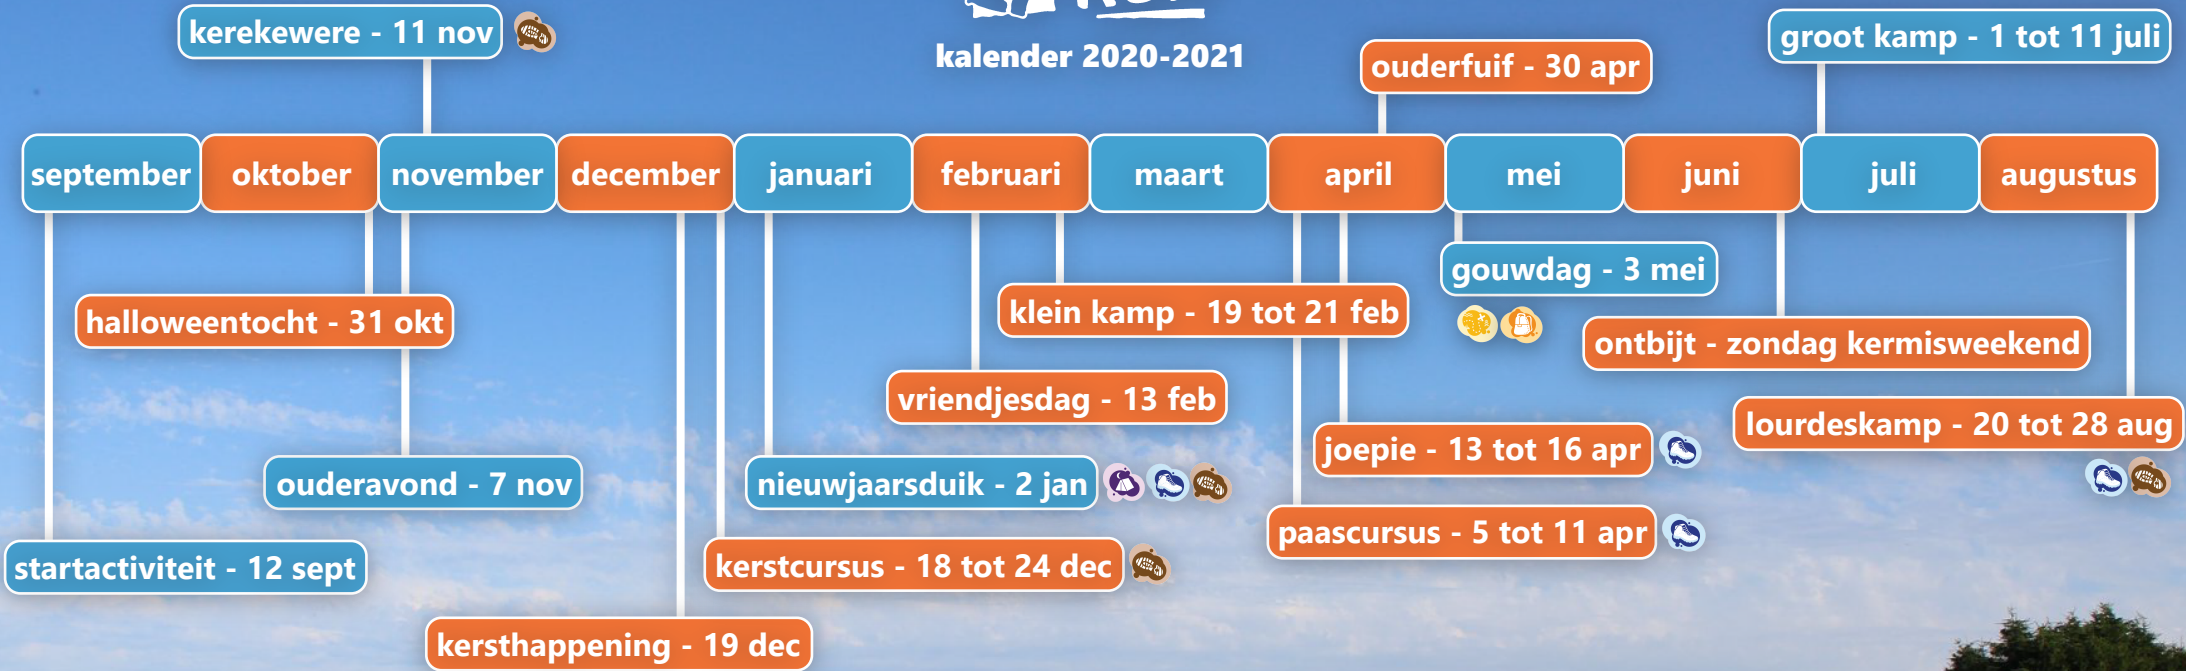 kerekewere - 11 nov
kalender 2020-2021
groot kamp - 1 tot 11 juli
ouderfuif - 30 apr
september
oktober
november
december
januari
februari
maart
april
mei
juni
juli
augustus
gouwdag - 3 mei
halloweentocht - 31 okt
klein kamp - 19 tot 21 feb
ontbijt - zondag kermisweekend
vriendjesdag - 13 feb
lourdeskamp - 20 tot 28 aug
joepie - 13 tot 16 apr
ouderavond - 7 nov
nieuwjaarsduik - 2 jan
paascursus - 5 tot 11 apr
startactiviteit - 12 sept
kerstcursus - 18 tot 24 dec
kersthappening - 19 dec